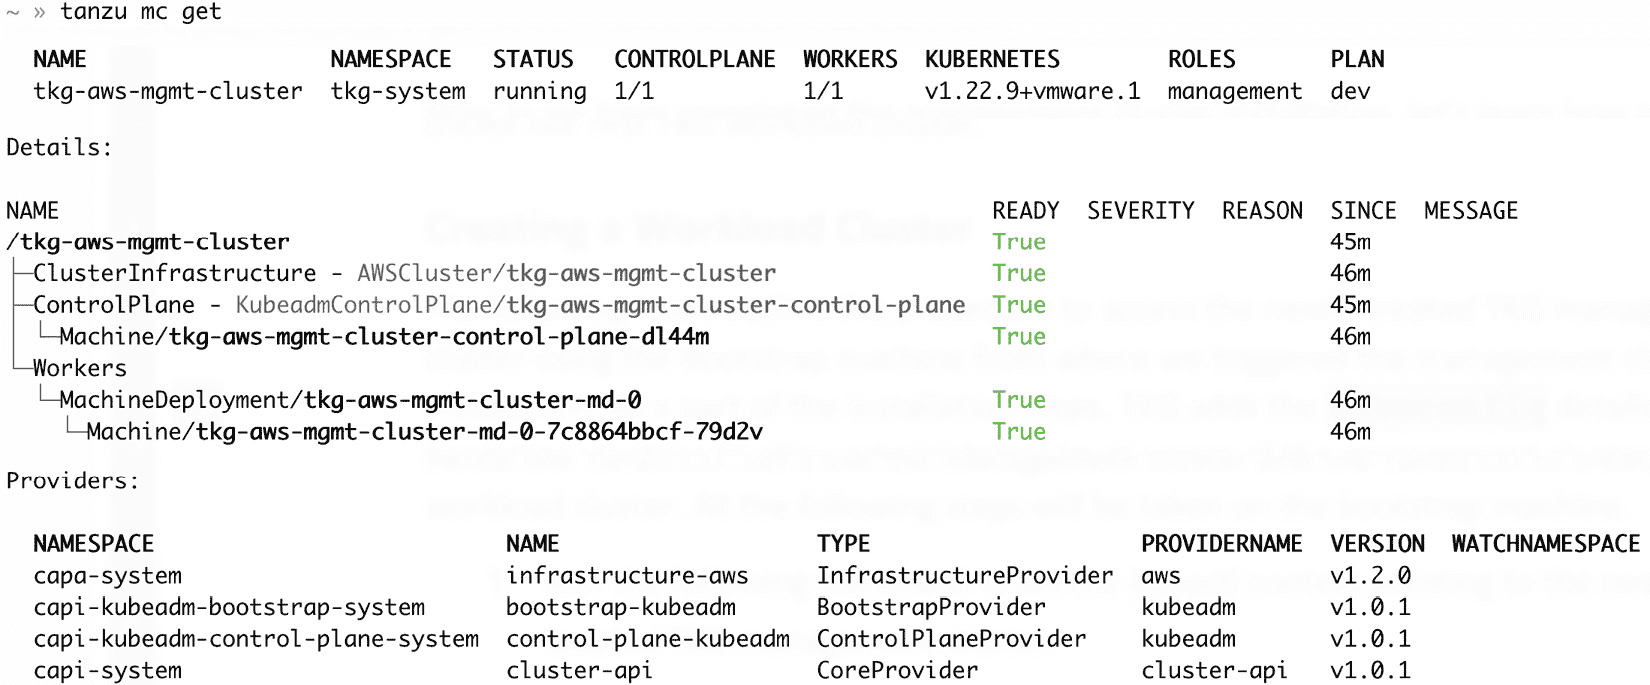 ~ » tanzu mc get
NAME NAMESPACE STATUS CONTROLPLANE WORKERS KUBERNETES ROLES PLAN
tkg-aws-mgmt-cluster tkg-system running 1/1 1/1 v1.22.9+vmware.1 management dev
Details:
NAME READY SEVERITY REASON SINCE MESSAGE
/tkg-aws-mgmt-cluster True 45m
├─ClusterInfrastructure - AWSCluster/tkg-aws-mgmt-cluster True 46m
├─ControlPlane - KubeadmControlPlane/tkg-aws-mgmt-cluster-control-plane True 45m
│ └─Machine/tkg-aws-mgmt-cluster-control-plane-dl44m True 46m
└─Workers
└─MachineDeployment/tkg-aws-mgmt-cluster-md-0 True 46m
└─Machine/tkg-aws-mgmt-cluster-md-0-7c8864bbcf-79d2v True 46m
Providers:
NAMESPACE NAME TYPE PROVIDERNAME VERSION WATCHNAMESPACE
capa-system infrastructure-aws InfrastructureProvider aws v1.2.0
capi-kubeadm-bootstrap-system bootstrap-kubeadm BootstrapProvider kubeadm v1.0.1
capi-kubeadm-control-plane-system control-plane-kubeadm ControlPlaneProvider kubeadm v1.0.1
capi-system cluster-api CoreProvider cluster-api v1.0.1